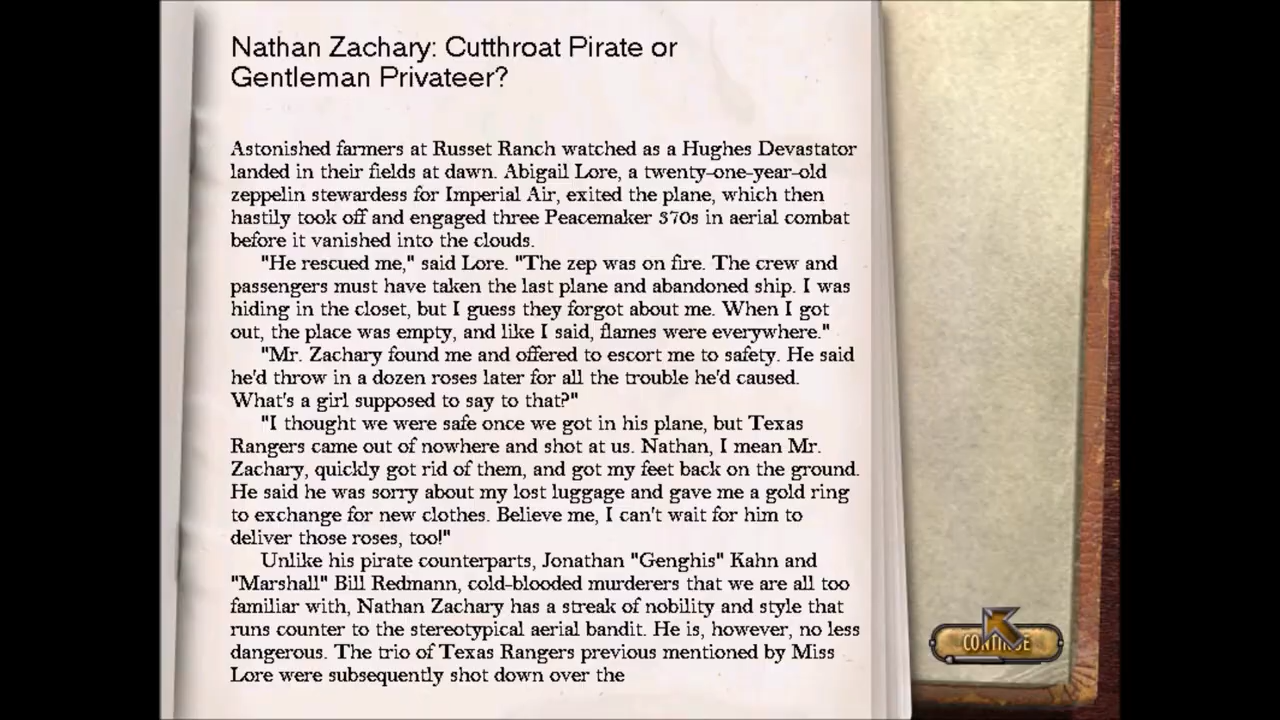 Nathan Zachary: Cutthroat Pirate or
Gentleman Privateer?
Astonished farmers at Russet Ranch watched as a Hughes Devastator
landed in their fields at dawn. Abigail Lore, a twenty-one-year-old
zeppelin stewardess for Imperial Air, exited the plane, which then
hastily took off and engaged three Peacemaker 370s in aerial combat
before it vanished into the clouds.
"He rescued me," said Lore. "The zep was on fire. The crew and
passengers must have taken the last plane and abandoned ship. I was
hiding in the closet, but I guess they forgot about me. When I got
out, the place was empty, and like I said, flames were everywhere."
"Mr. Zachary found me and offered to escort me to safety. He said
he'd throw in a dozen roses later for all the trouble he'd caused.
What's a girl supposed to say to that?"
"I thought we were safe once we got in his plane, but Texas
Rangers came out of nowhere and shot at us. Nathan, I mean Mr.
Zachary, quickly got rid of them, and got my feet back on the ground.
He said he was sorry about my lost luggage and gave me a gold ring
to exchange for new clothes. Believe me, I can't wait for him to
deliver those roses, too!"
Unlike his pirate counterparts, Jonathan "Genghis" Kahn and
"Marshall" Bill Redmann, cold-blooded murderers that we are all too
familiar with, Nathan Zachary has a streak of nobility and style that
runs counter to the stereotypical aerial bandit. He is, however, no less
dangerous. The trio of Texas Rangers previous mentioned by Miss
Lore were subsequently shot down over the
CONTINUE